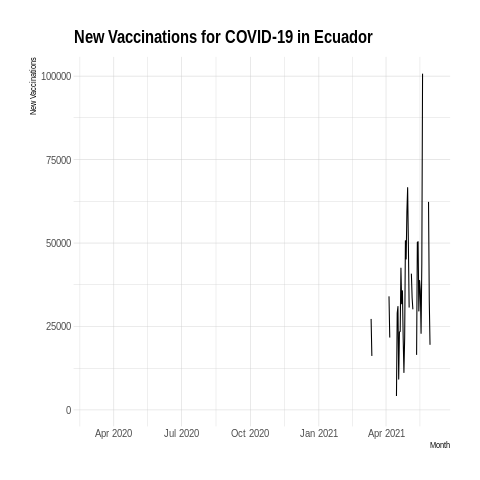 New Vaccinations for COVID-19 in Ecuador
New Vaccinations
100000
75000
50000
25000
0
Apr 2020 Jul 2020 Oct 2020 Jan 2021 Apr 2021
Month